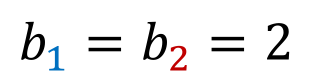 b₁ = b₂ = 2